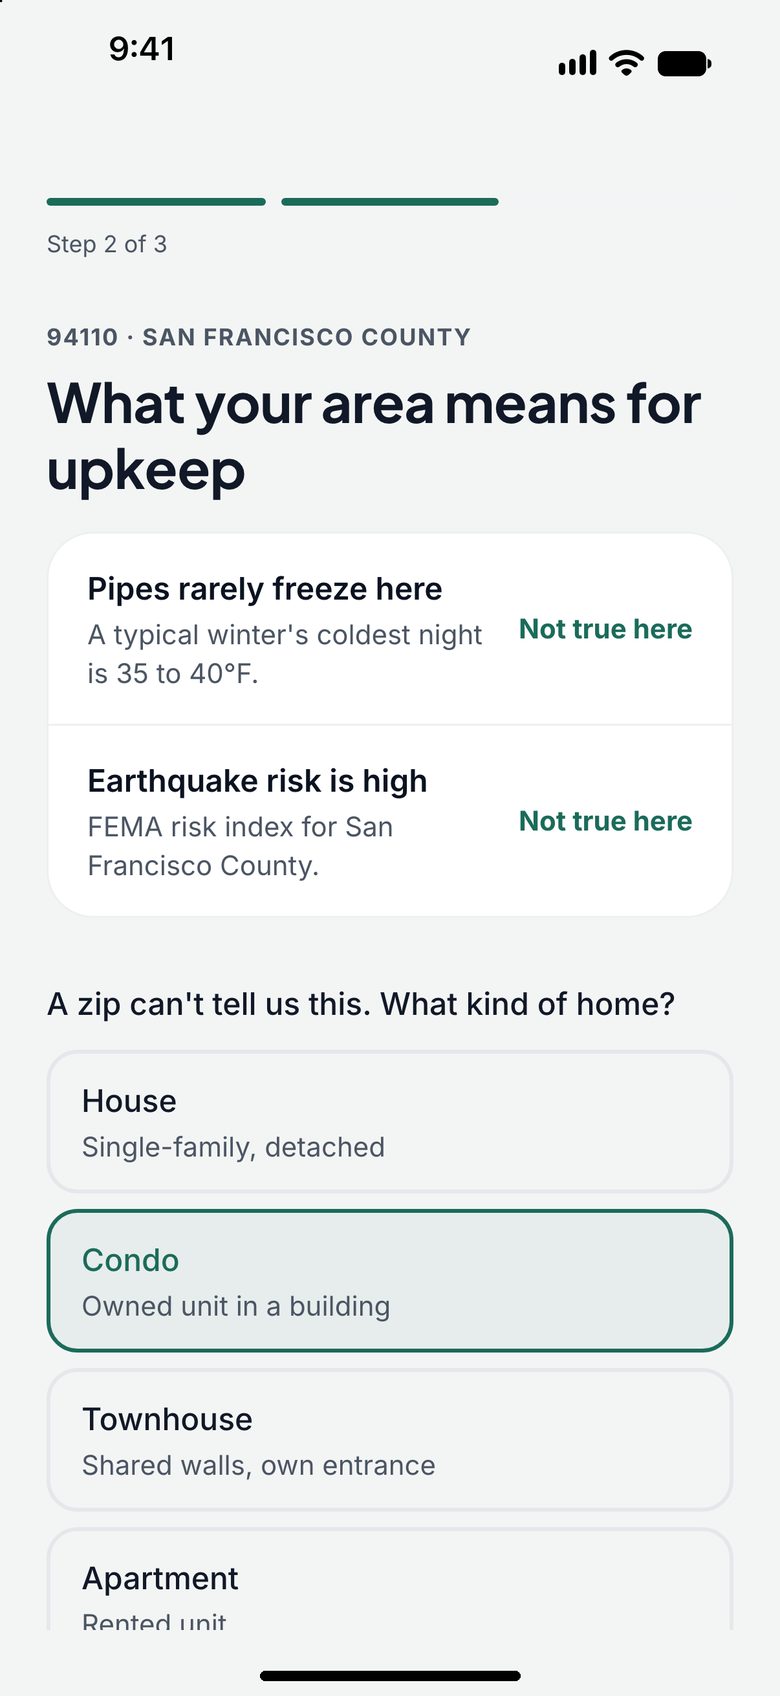 9:41
Step 2 of 3
94110 · SAN FRANCISCO COUNTY
What your area means for
upkeep
Pipes rarely freeze here
A typical winter's coldest night
is 35 to 40°F.
Not true here
Earthquake risk is high
FEMA risk index for San
Francisco County.
Not true here
A zip can't tell us this. What kind of home?
House
Single-family, detached
Condo
Owned unit in a building
Townhouse
Shared walls, own entrance
Apartment
Rented unit